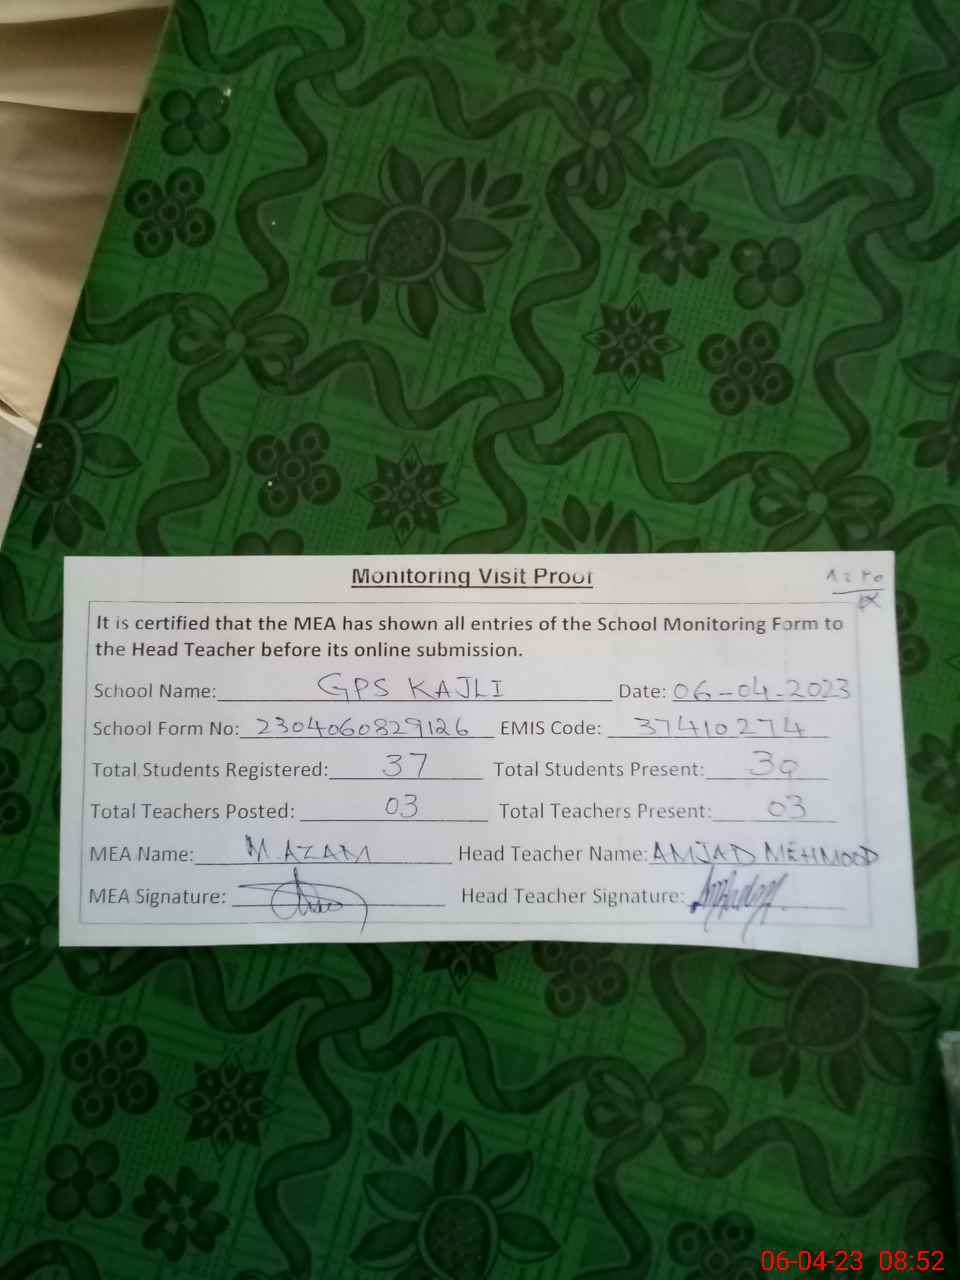 Monitoring Visit Proof
It is certified that the MEA has shown all entries of the School Monitoring Form to
the Head Teacher before its online submission.
School Name: GPS KAJLI Date: 06-04-2023
School Form No: 2304060829126 EMIS Code: 37410274
Total Students Registered: 37 Total Students Present: 30
Total Teachers Posted: 03 Total Teachers Present: 03
MEA Name: M. AZAM Head Teacher Name: AMJAD MEHMOOD
MEA Signature: Head Teacher Signature:
06-04-23 08:52